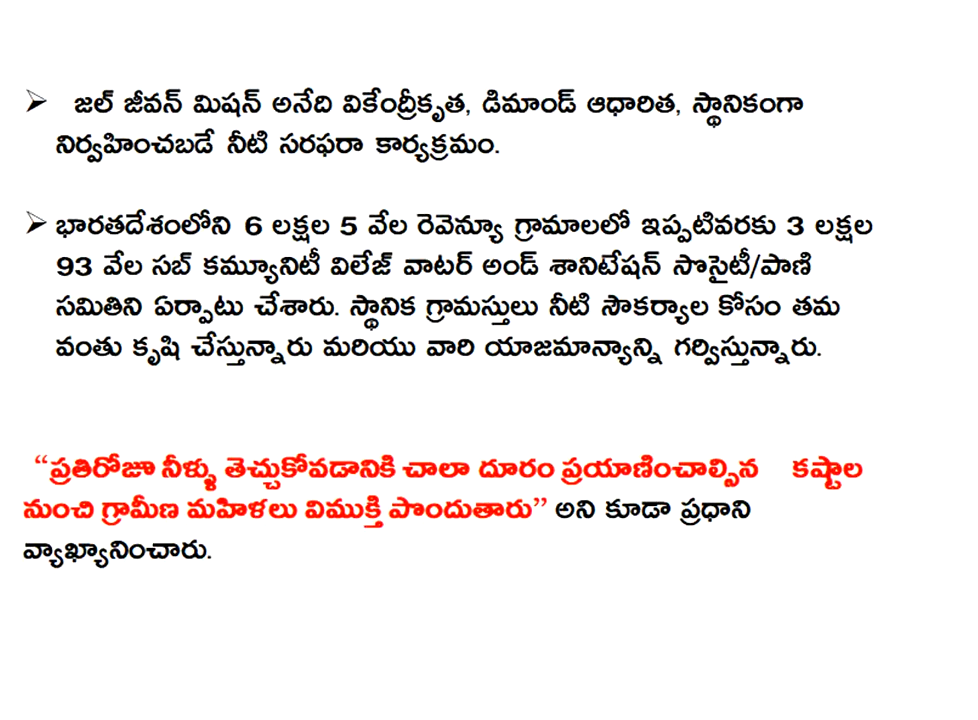 ➢ జల్ జీవన్ మిషన్ అనేది వికేంద్రీకృత, డిమాండ్ ఆధారిత, స్థానికంగా
నిర్వహించబడే నీటి సరఫరా కార్యక్రమం.
➢ భారతదేశంలోని 6 లక్షల 5 వేల రెవెన్యూ గ్రామాలలో ఇప్పటివరకు 3 లక్షల
93 వేల సబ్ కమ్యూనిటీ విలేజ్ వాటర్ అండ్ శానిటేషన్ సొసైటీ/పాణి
సమితిని ఏర్పాటు చేశారు. స్థానిక గ్రామస్తులు నీటి సౌకర్యాల కోసం తమ
వంతు కృషి చేస్తున్నారు మరియు వారి యాజమాన్యాన్ని గర్విస్తున్నారు.
“ప్రతిరోజూ నీళ్ళు తెచ్చుకోవడానికి చాలా దూరం ప్రయాణించాల్సిన కష్టాల
నుంచి గ్రామీణ మహిళలు విముక్తి పొందుతారు” అని కూడా ప్రధాని
వ్యాఖ్యానించారు.